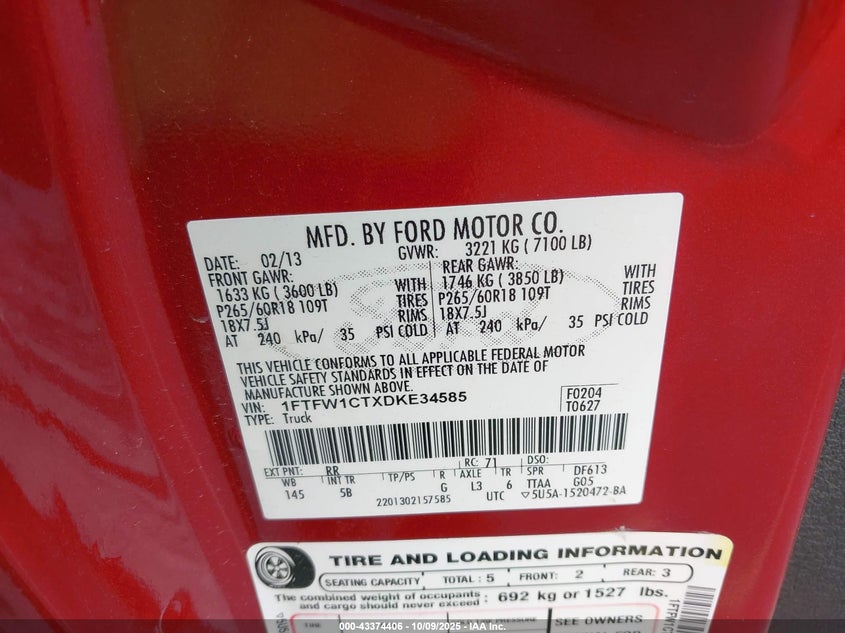 MFD. BY FORD MOTOR CO.
DATE: 02/13 GVWR: 3221 KG ( 7100 LB)
FRONT GAWR: REAR GAWR:
1633 KG ( 3600 LB) WITH 1746 KG ( 3850 LB) WITH
P265/60R18 109T TIRES P265/60R18 109T TIRES
18X7.5J RIMS 18X7.5J RIMS
AT 240 kPa/ 35 PSI COLD AT 240 kPa/ 35 PSI COLD
THIS VEHICLE CONFORMS TO ALL APPLICABLE FEDERAL MOTOR
VEHICLE SAFETY STANDARDS IN EFFECT ON THE DATE OF
MANUFACTURE SHOWN ABOVE.
VIN: 1FTFW1CTXDKE34585 F0204
TYPE: Truck T0627
EXT PNT: RR RC: 71 DSO:
WB INT TR TP/PS R AXLE TR SPR DF613
145 5B G L3 6 TTAA G05
2201302157585 UTC ▽5U5A-1520472-BA
TIRE AND LOADING INFORMATION
SEATING CAPACITY TOTAL: 5 FRONT: 2 REAR: 3
The combined weight of occupants
and cargo should never exceed: 692 kg or 1527 lbs.
SEE OWNERS
000-43374406 - 10/09/2025 - IAA Inc.